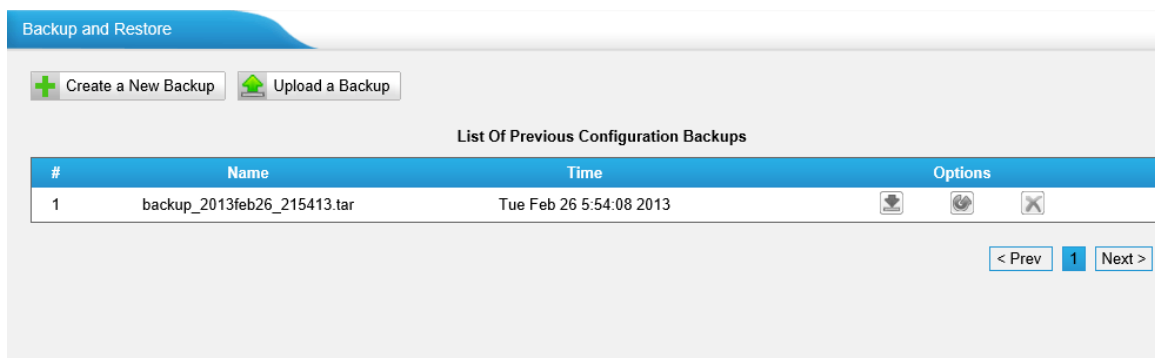 Backup and Restore
Create a New Backup Upload a Backup
List Of Previous Configuration Backups
# Name Time Options
1 backup_2013feb26_215413.tar Tue Feb 26 5:54:08 2013
< Prev 1 Next >